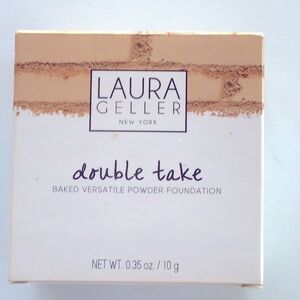 LAURA
GELLER
NEW YORK
double take
BAKED VERSATILE POWDER FOUNDATION
NET WT. 0.35 oz. / 10 g